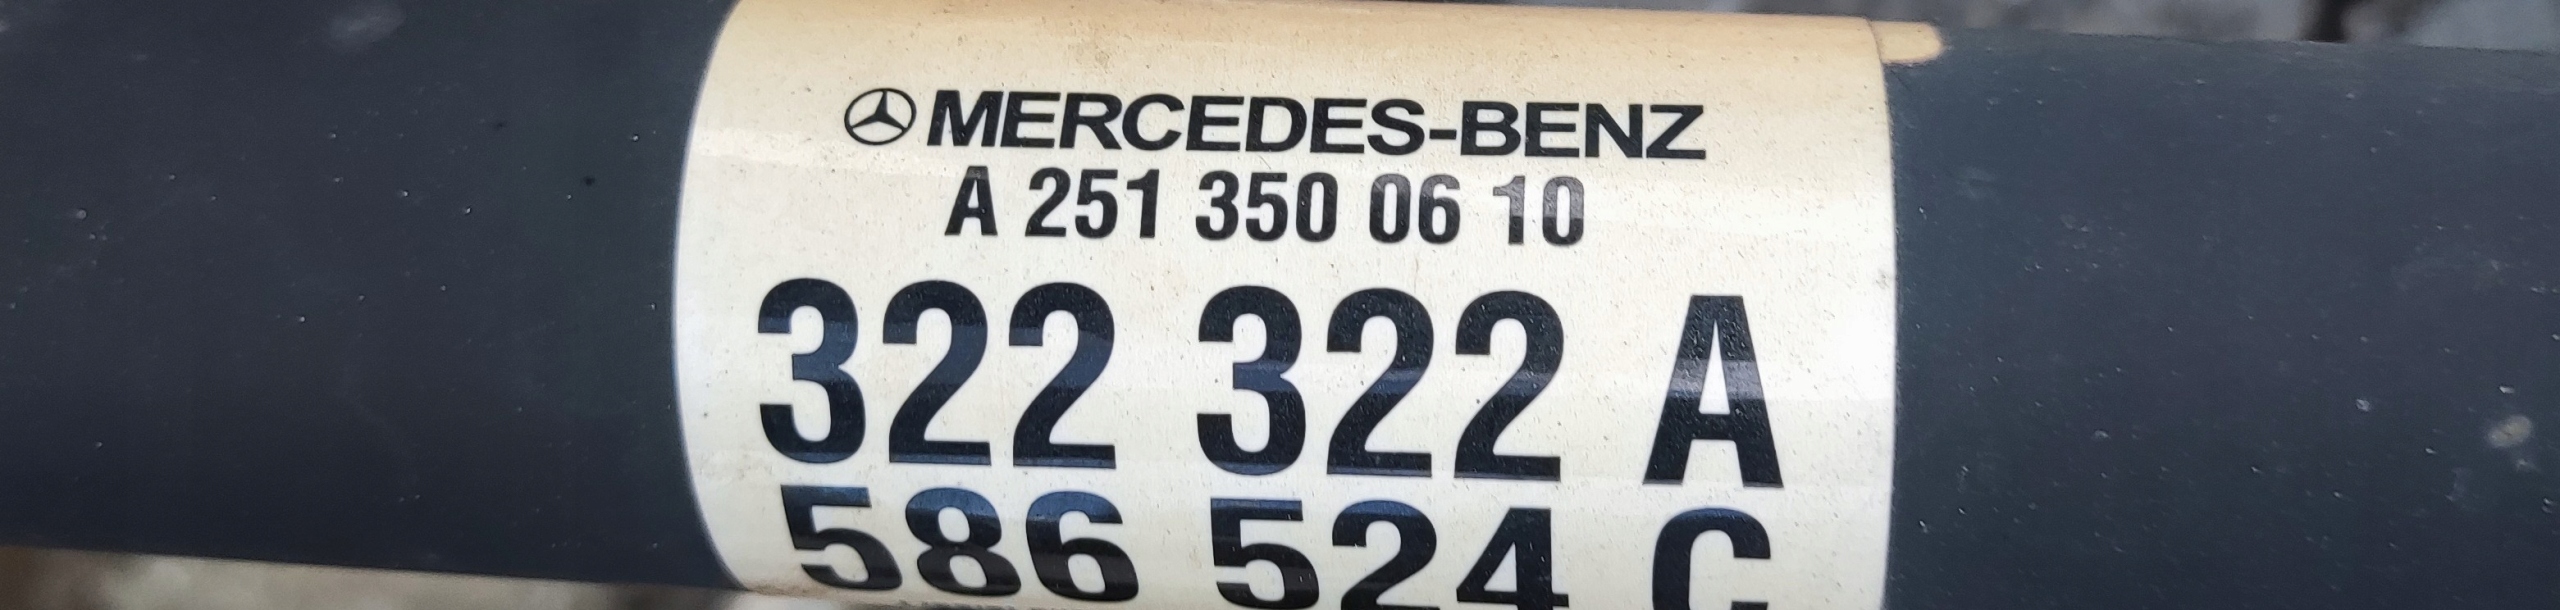 MERCEDES-BENZ
A 251 350 06 10
322 322 A
586 524 C